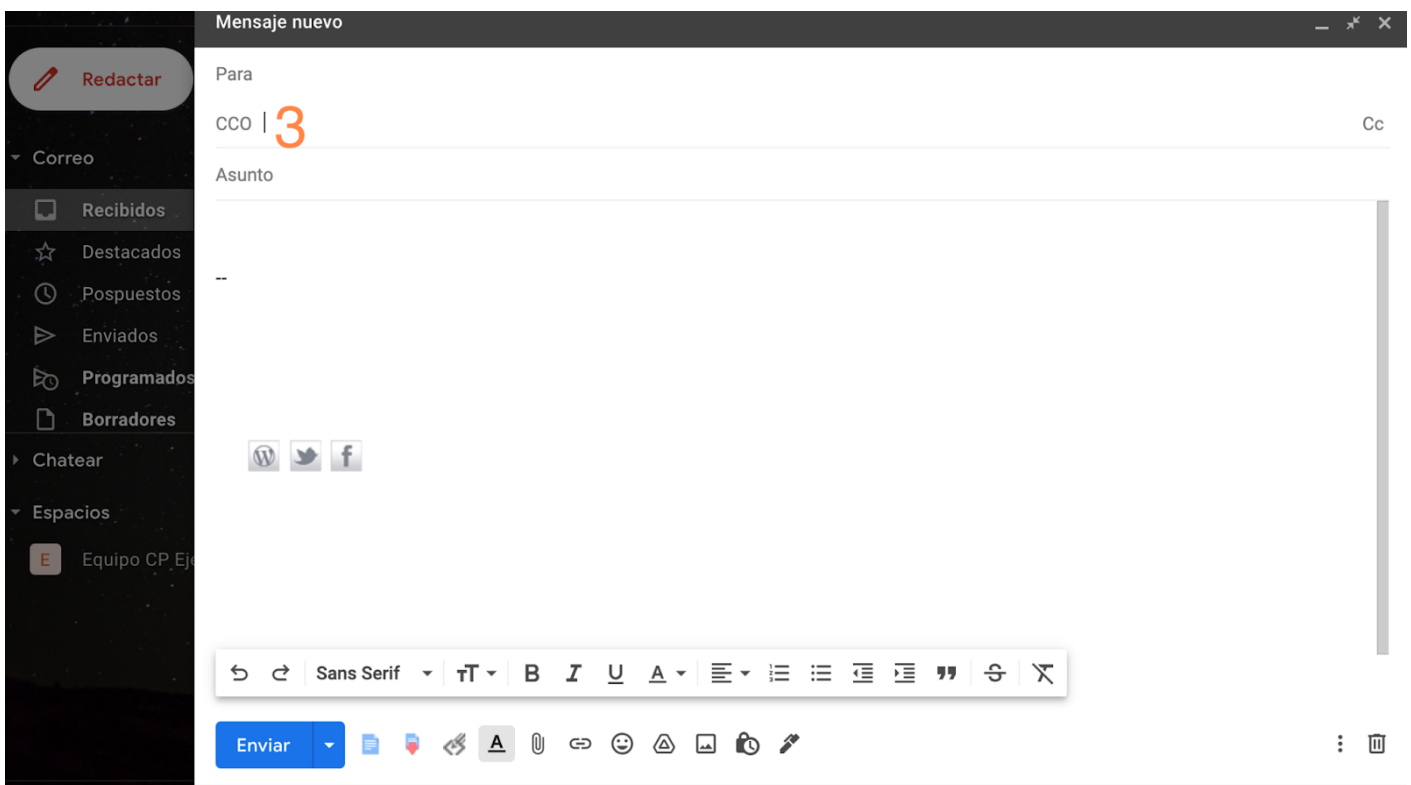 Mensaje nuevo
Redactar
Para
CCO 3
Cc
Correo
Asunto
Recibidos
Destacados
--
Pospuestos
Enviados
Programados
Borradores
Chatear
Espacios
E Equipo CP Eje
Sans Serif
Enviar